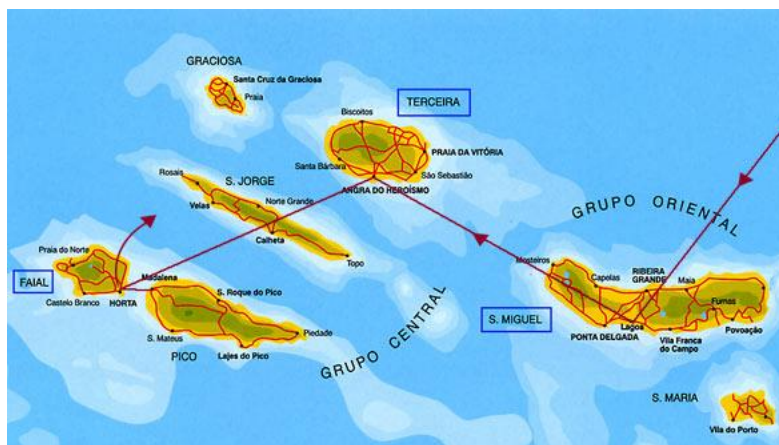 GRACIOSA
Santa Cruz da Graciosa
Praia
TERCEIRA
Biscoitos
PRAIA DA VITÓRIA
Santa Bárbara
São Sebastião
ANGRA DO HEROÍSMO
Rosais
S. JORGE
Velas
Norte Grande
Calheta
Topo
GRUPO ORIENTAL
Praia do Norte
FAIAL
Castelo Branco
HORTA
Madalena
S. Roque do Pico
Piedade
S. Mateus
PICO
Lajes do Pico
GRUPO CENTRAL
Mosteiros
Capelas
RIBEIRA
GRANDE
Maia
Furnas
S. MIGUEL
PONTA DELGADA
Lagoa
Vila Franca
do Campo
Povoação
S. MARIA
Vila do Porto